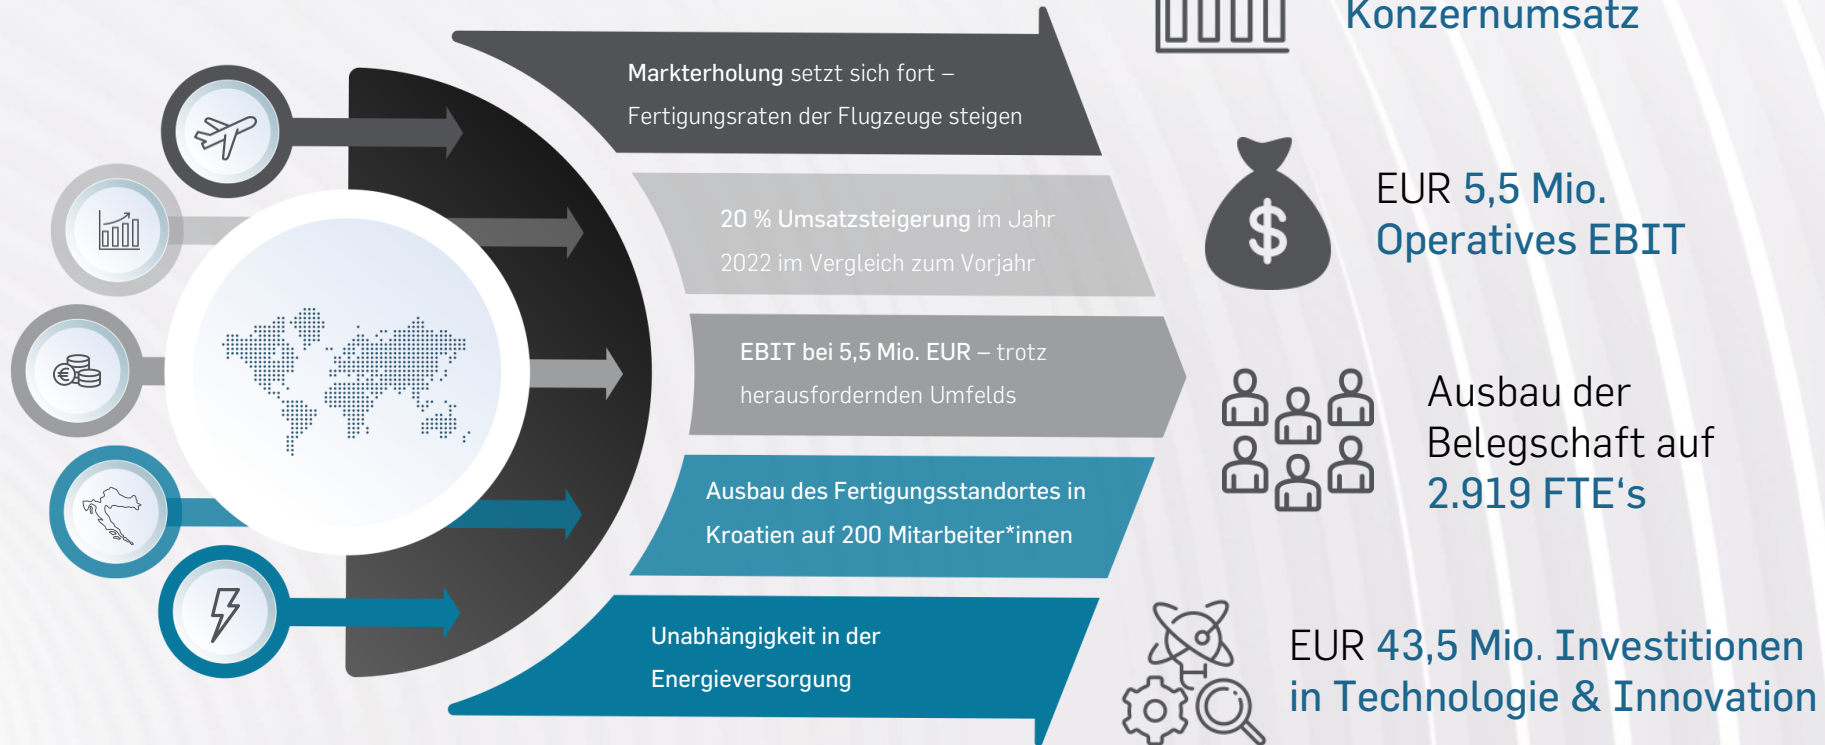 Markterholung setzt sich fort –
Fertigungsraten der Flugzeuge steigen
20 % Umsatzsteigerung im Jahr
2022 im Vergleich zum Vorjahr
EBIT bei 5,5 Mio. EUR – trotz
herausfordernden Umfelds
Ausbau des Fertigungsstandortes in
Kroatien auf 200 Mitarbeiter*innen
Unabhängigkeit in der
Energieversorgung
Konzernumsatz
EUR 5,5 Mio.
Operatives EBIT
Ausbau der
Belegschaft auf
2.919 FTE‘s
EUR 43,5 Mio. Investitionen
in Technologie & Innovation